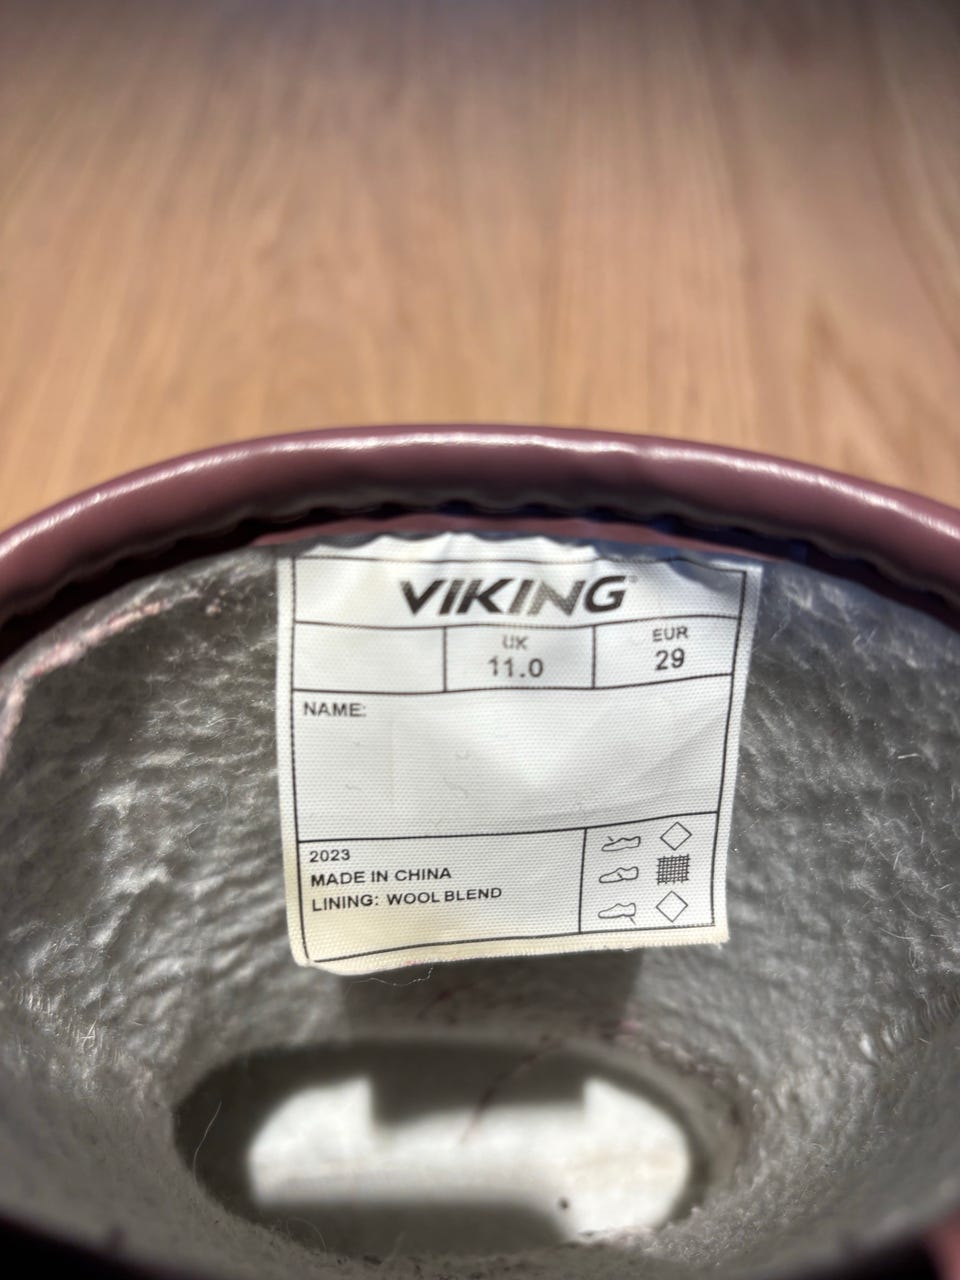 VIKING
UK EUR
11.0 29
NAME:
2023
MADE IN CHINA
LINING: WOOL BLEND